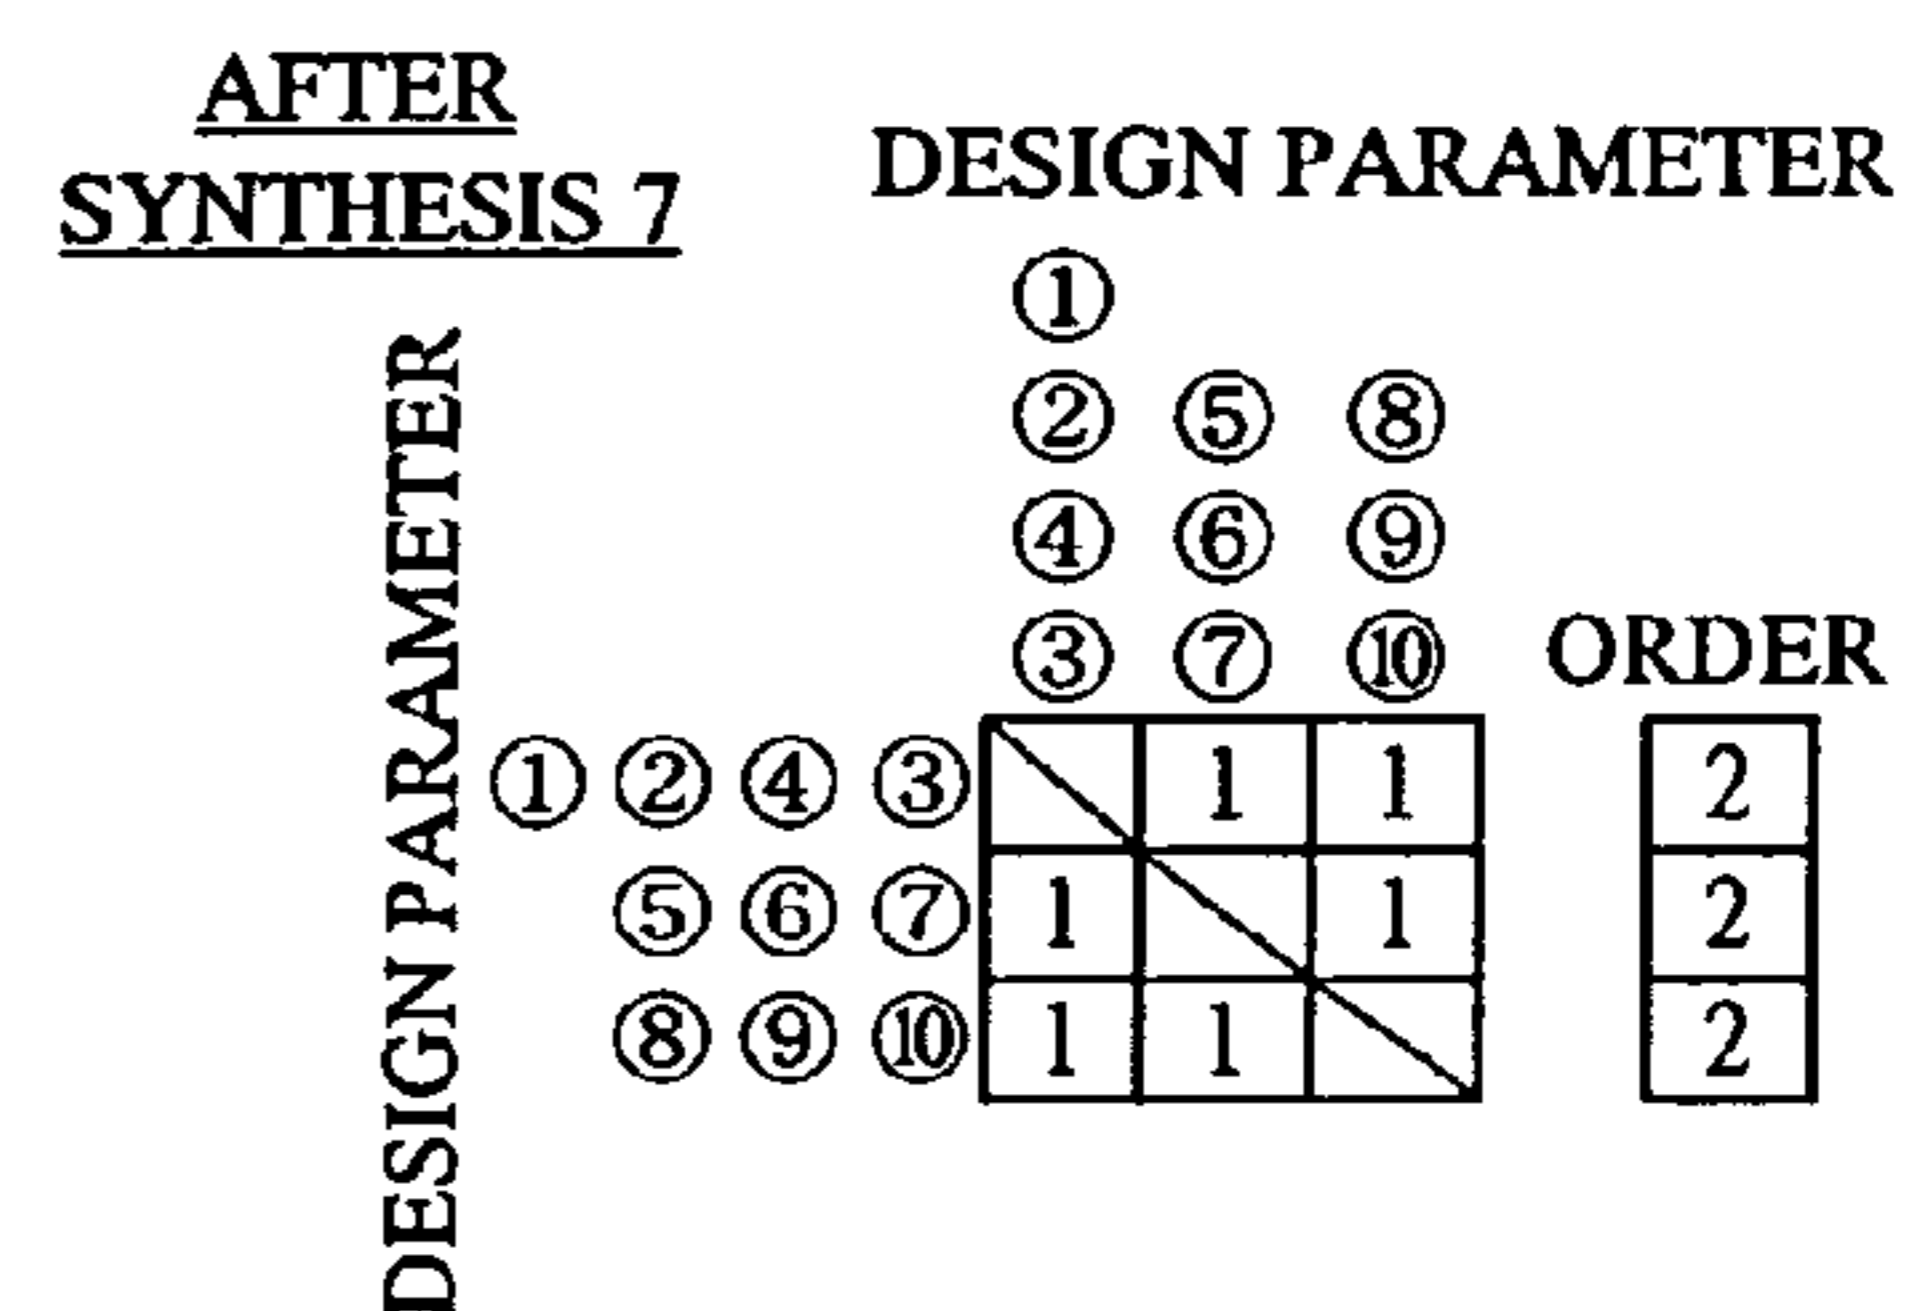 AFTER
SYNTHESIS 7
DESIGN PARAMETER
①
② ⑤ ⑧
④ ⑥ ⑨
③ ⑦ ⑩
ORDER
DESIGN PARAMETER
① ② ④ ③ 1 1 2
⑤ ⑥ ⑦ 1 1 2
⑧ ⑨ ⑩ 1 1 2